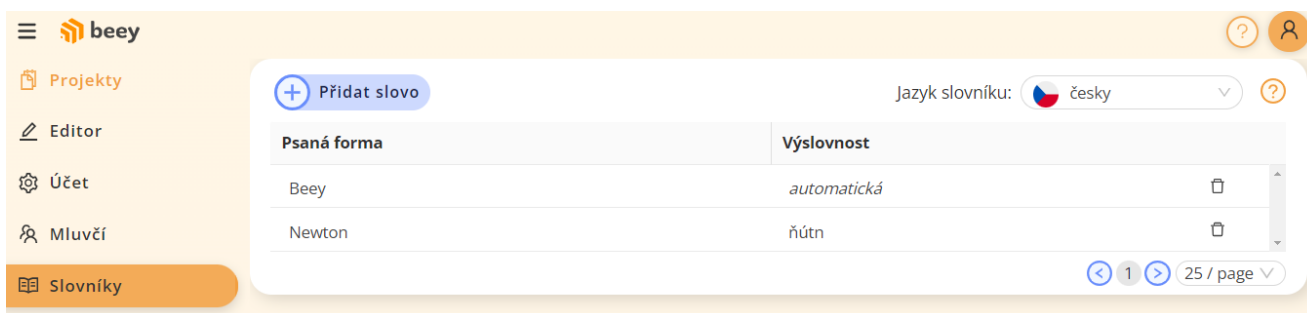 beey
?
Projekty
Editor
Účet
Mluvčí
Slovníky
Přidat slovo
Jazyk slovníku: česky
?
Psaná forma Výslovnost
Beey automatická
Newton ňútn
1 25 / page